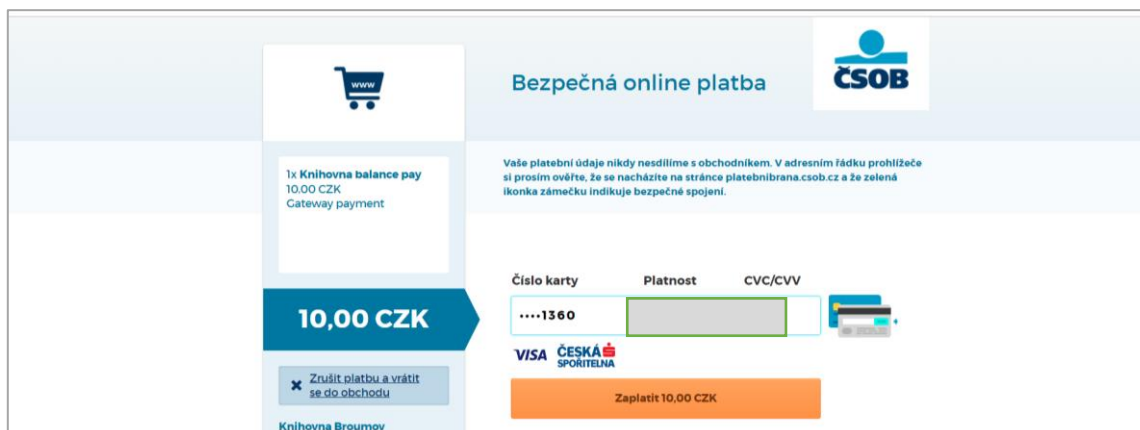 www
Bezpečná online platba
ČSOB
1x Knihovna balance pay
10.00 CZK
Gateway payment
Vaše platební údaje nikdy nesdílíme s obchodníkem. V adresním řádku prohlížeče
si prosím ověřte, že se nacházíte na stránce platebnibrana.csob.cz a že zelená
ikonka zámečku indikuje bezpečné spojení.
10,00 CZK
Číslo karty Platnost CVC/CVV
····1360
VISA ČESKÁ
SPOŘITELNA
Zrušit platbu a vrátit
se do obchodu
Zaplatit 10,00 CZK
Knihovna Broumov